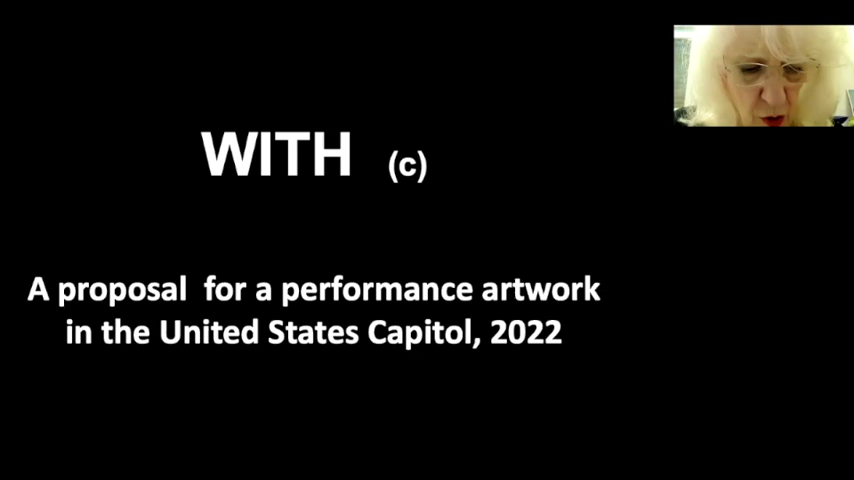 WITH (c)
A proposal for a performance artwork
in the United States Capitol, 2022